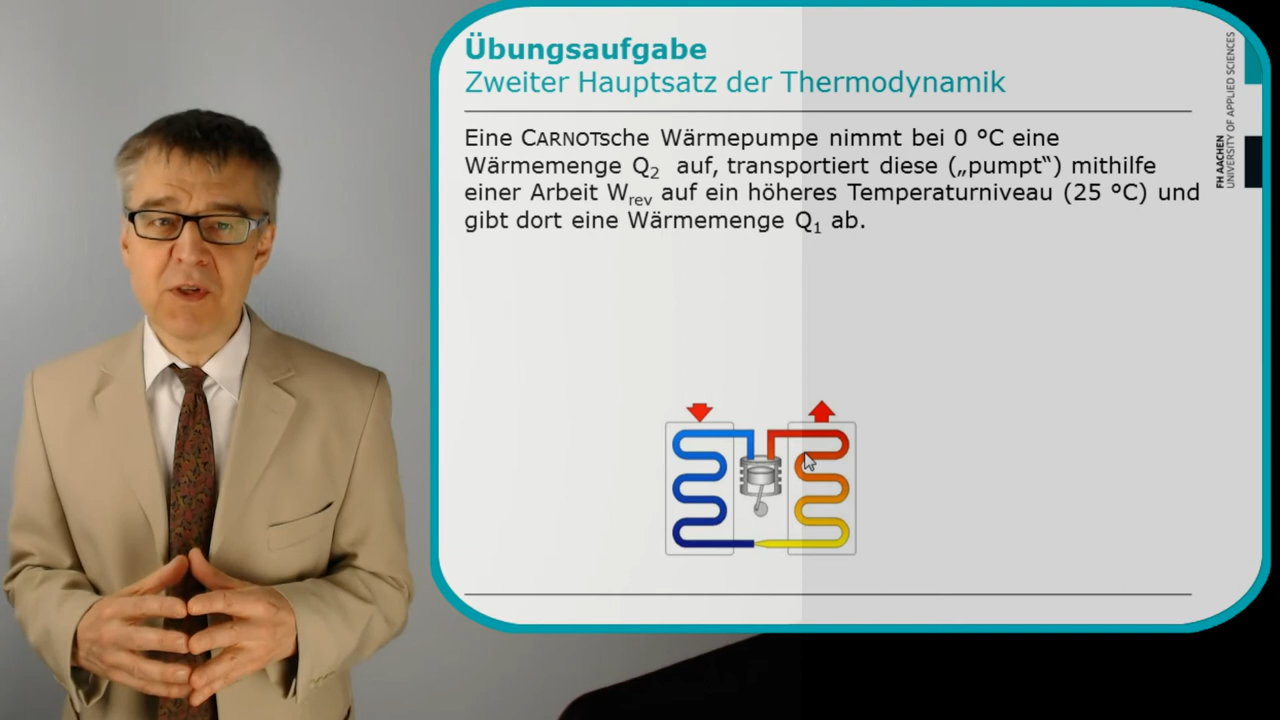 Übungsaufgabe
Zweiter Hauptsatz der Thermodynamik
Eine CARNOTsche Wärmepumpe nimmt bei 0 °C eine
Wärmemenge Q₂ auf, transportiert diese („pumpt“) mithilfe
einer Arbeit Wrev auf ein höheres Temperaturniveau (25 °C) und
gibt dort eine Wärmemenge Q₁ ab.
FH AACHEN
UNIVERSITY OF APPLIED SCIENCES